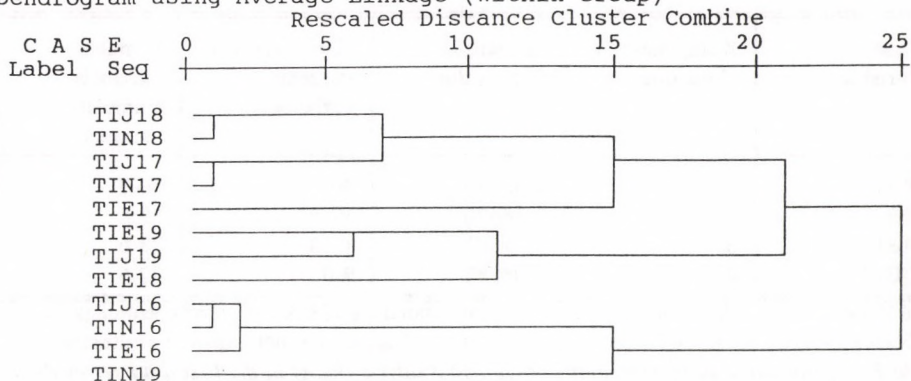 Dendrogram using Average Linkage (Within Group)
Rescaled Distance Cluster Combine
C A S E 0 5 10 15 20 25
Label Seq
TIJ18
TIN18
TIJ17
TIN17
TIE17
TIE19
TIJ19
TIE18
TIJ16
TIN16
TIE16
TIN19